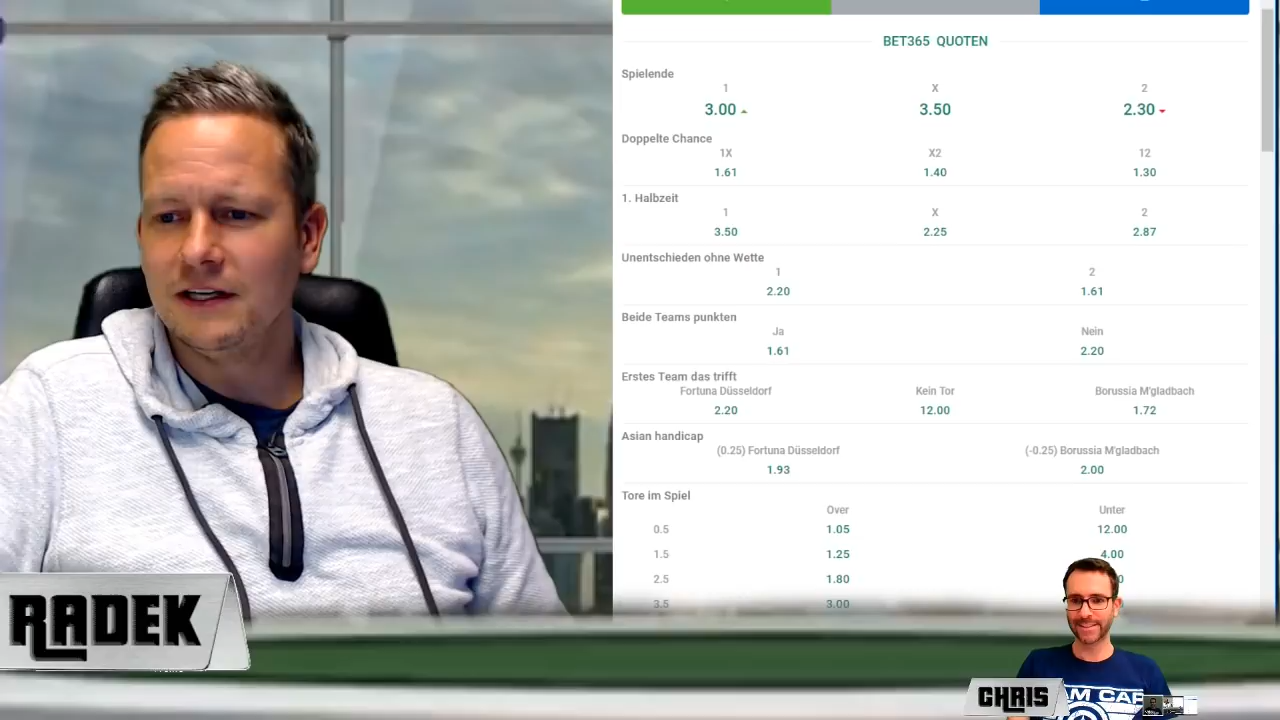 BET365 QUOTEN
Spielende
1 X 2
3.00 3.50 2.30
Doppelte Chance
1X X2 12
1.61 1.40 1.30
1. Halbzeit
1 X 2
3.50 2.25 2.87
Unentschieden ohne Wette
1 2
2.20 1.61
Beide Teams punkten
Ja Nein
1.61 2.20
Erstes Team das trifft
Fortuna Düsseldorf Kein Tor Borussia M'gladbach
2.20 12.00 1.72
Asian handicap
(0.25) Fortuna Düsseldorf (-0.25) Borussia M'gladbach
1.93 2.00
Tore im Spiel
Over Unter
0.5 1.05 12.00
1.5 1.25 4.00
2.5 1.80
3.5 3.00
RADEK
CHRIS